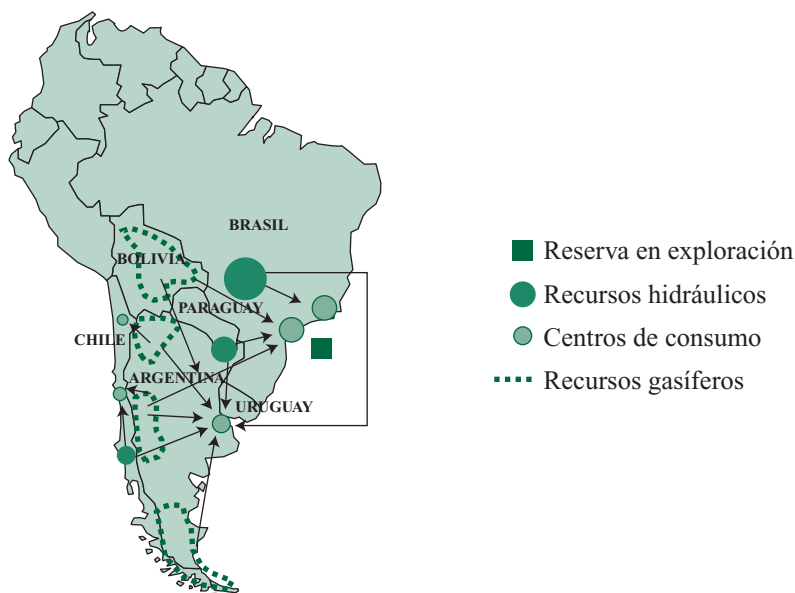 BRASIL
BOLIVIA
PARAGUAY
CHILE
ARGENTINA
URUGUAY
Reserva en exploración
Recursos hidráulicos
Centros de consumo
Recursos gasíferos